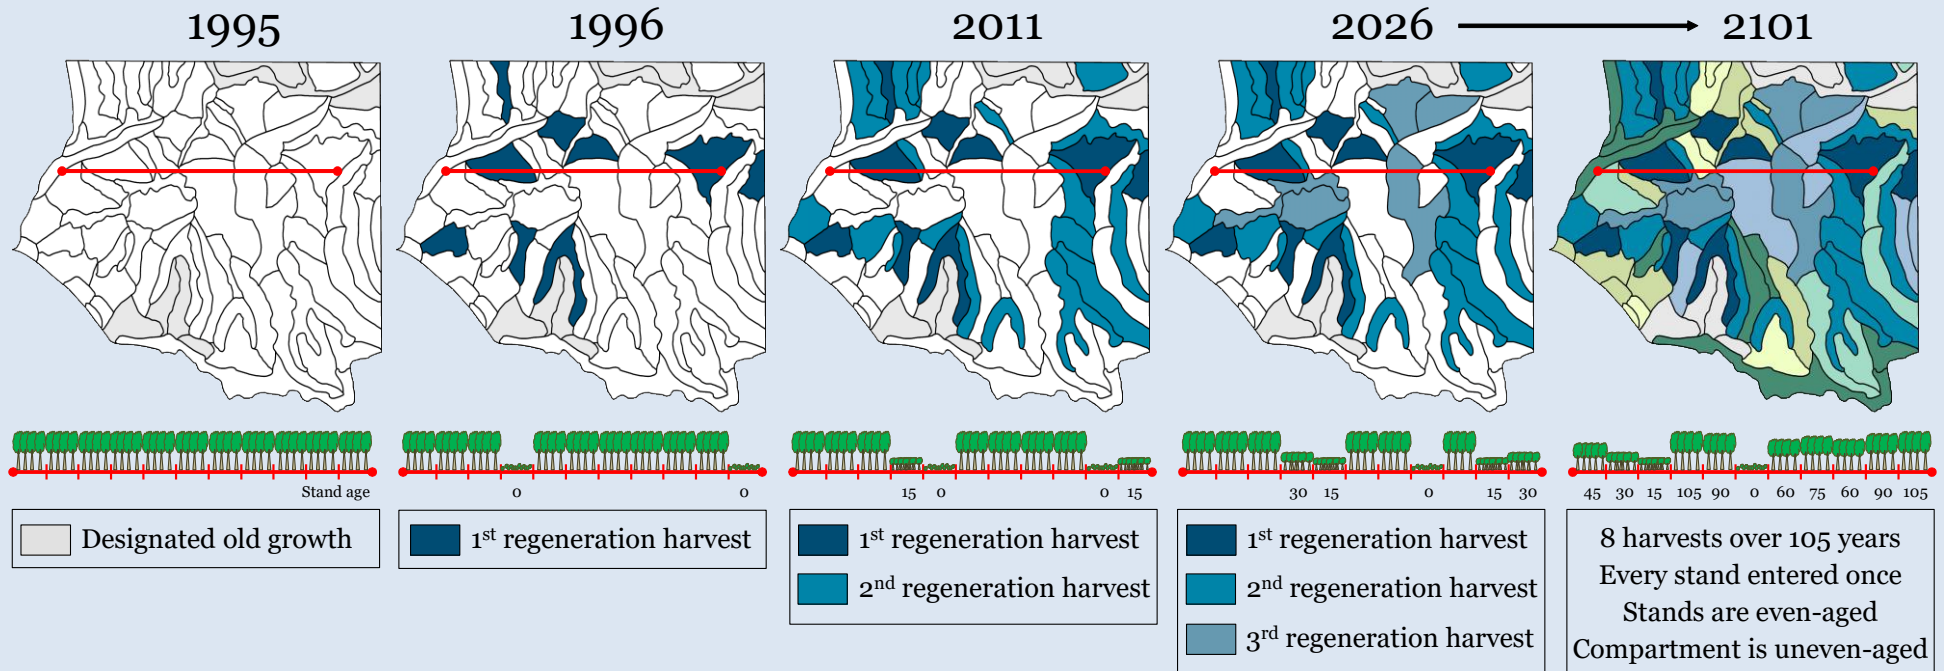 1995
1996
2011
2026
2101
Stand age
0
0
15 0
0 15
30 15
0
15 30
45 30 15 105 90 0 60 75 60 90 105
Designated old growth
1st regeneration harvest
1st regeneration harvest
2nd regeneration harvest
1st regeneration harvest
2nd regeneration harvest
3rd regeneration harvest
8 harvests over 105 years
Every stand entered once
Stands are even-aged
Compartment is uneven-aged